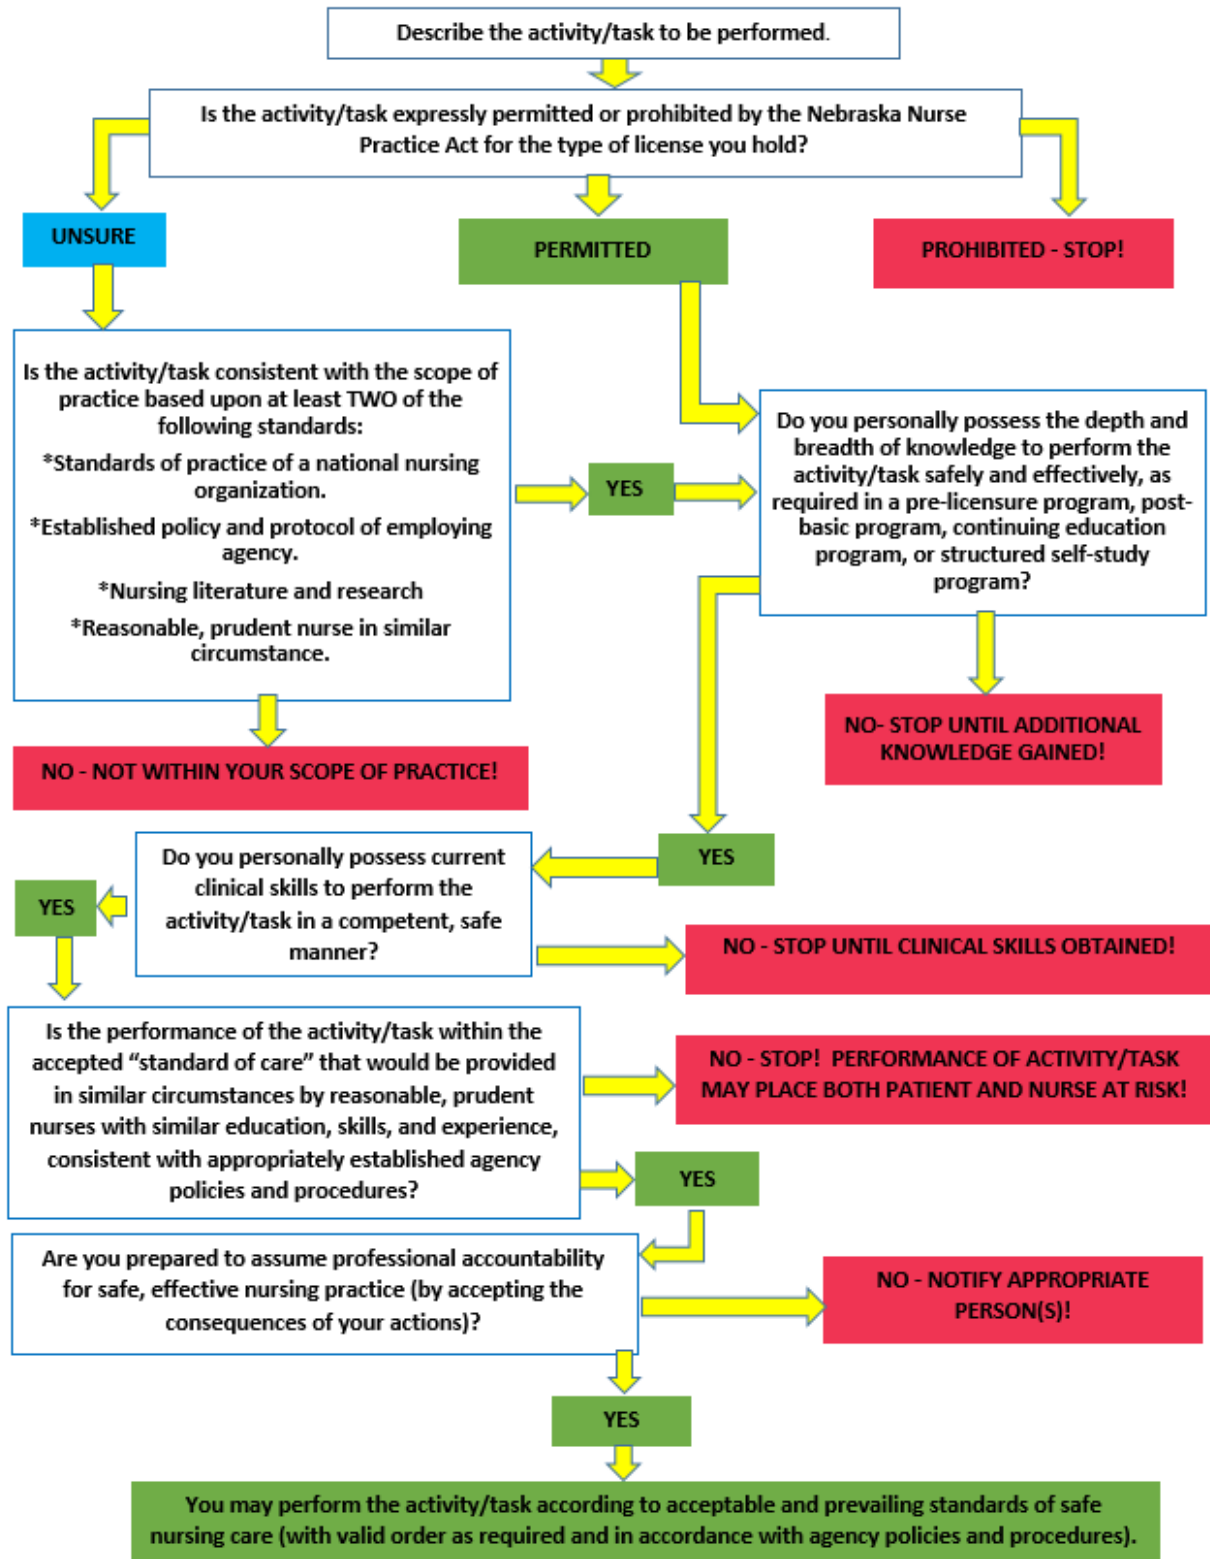 Describe the activity/task to be performed.
Is the activity/task expressly permitted or prohibited by the Nebraska Nurse
Practice Act for the type of license you hold?
UNSURE
PERMITTED
PROHIBITED - STOP!
Is the activity/task consistent with the scope of
practice based upon at least TWO of the
following standards:
*Standards of practice of a national nursing
organization.
*Established policy and protocol of employing
agency.
*Nursing literature and research
*Reasonable, prudent nurse in similar
circumstance.
YES
Do you personally possess the depth and
breadth of knowledge to perform the
activity/task safely and effectively, as
required in a pre-licensure program, post-
basic program, continuing education
program, or structured self-study
program?
NO- STOP UNTIL ADDITIONAL
KNOWLEDGE GAINED!
NO - NOT WITHIN YOUR SCOPE OF PRACTICE!
YES
Do you personally possess current
clinical skills to perform the
activity/task in a competent, safe
manner?
YES
NO - STOP UNTIL CLINICAL SKILLS OBTAINED!
Is the performance of the activity/task within the
accepted “standard of care” that would be provided
in similar circumstances by reasonable, prudent
nurses with similar education, skills, and experience,
consistent with appropriately established agency
policies and procedures?
NO - STOP! PERFORMANCE OF ACTIVITY/TASK
MAY PLACE BOTH PATIENT AND NURSE AT RISK!
YES
Are you prepared to assume professional accountability
for safe, effective nursing practice (by accepting the
consequences of your actions)?
NO - NOTIFY APPROPRIATE
PERSON(S)!
YES
You may perform the activity/task according to acceptable and prevailing standards of safe
nursing care (with valid order as required and in accordance with agency policies and procedures).